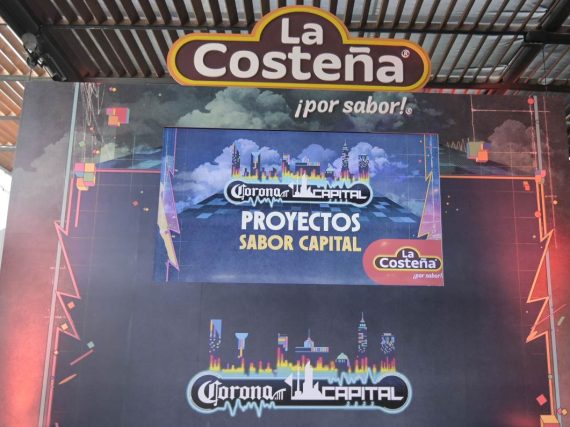 La
Costeña®
¡por sabor!®
Corona CAPITAL
PROYECTOS
SABOR CAPITAL
La
Costeña
¡por sabor!
Corona CAPITAL